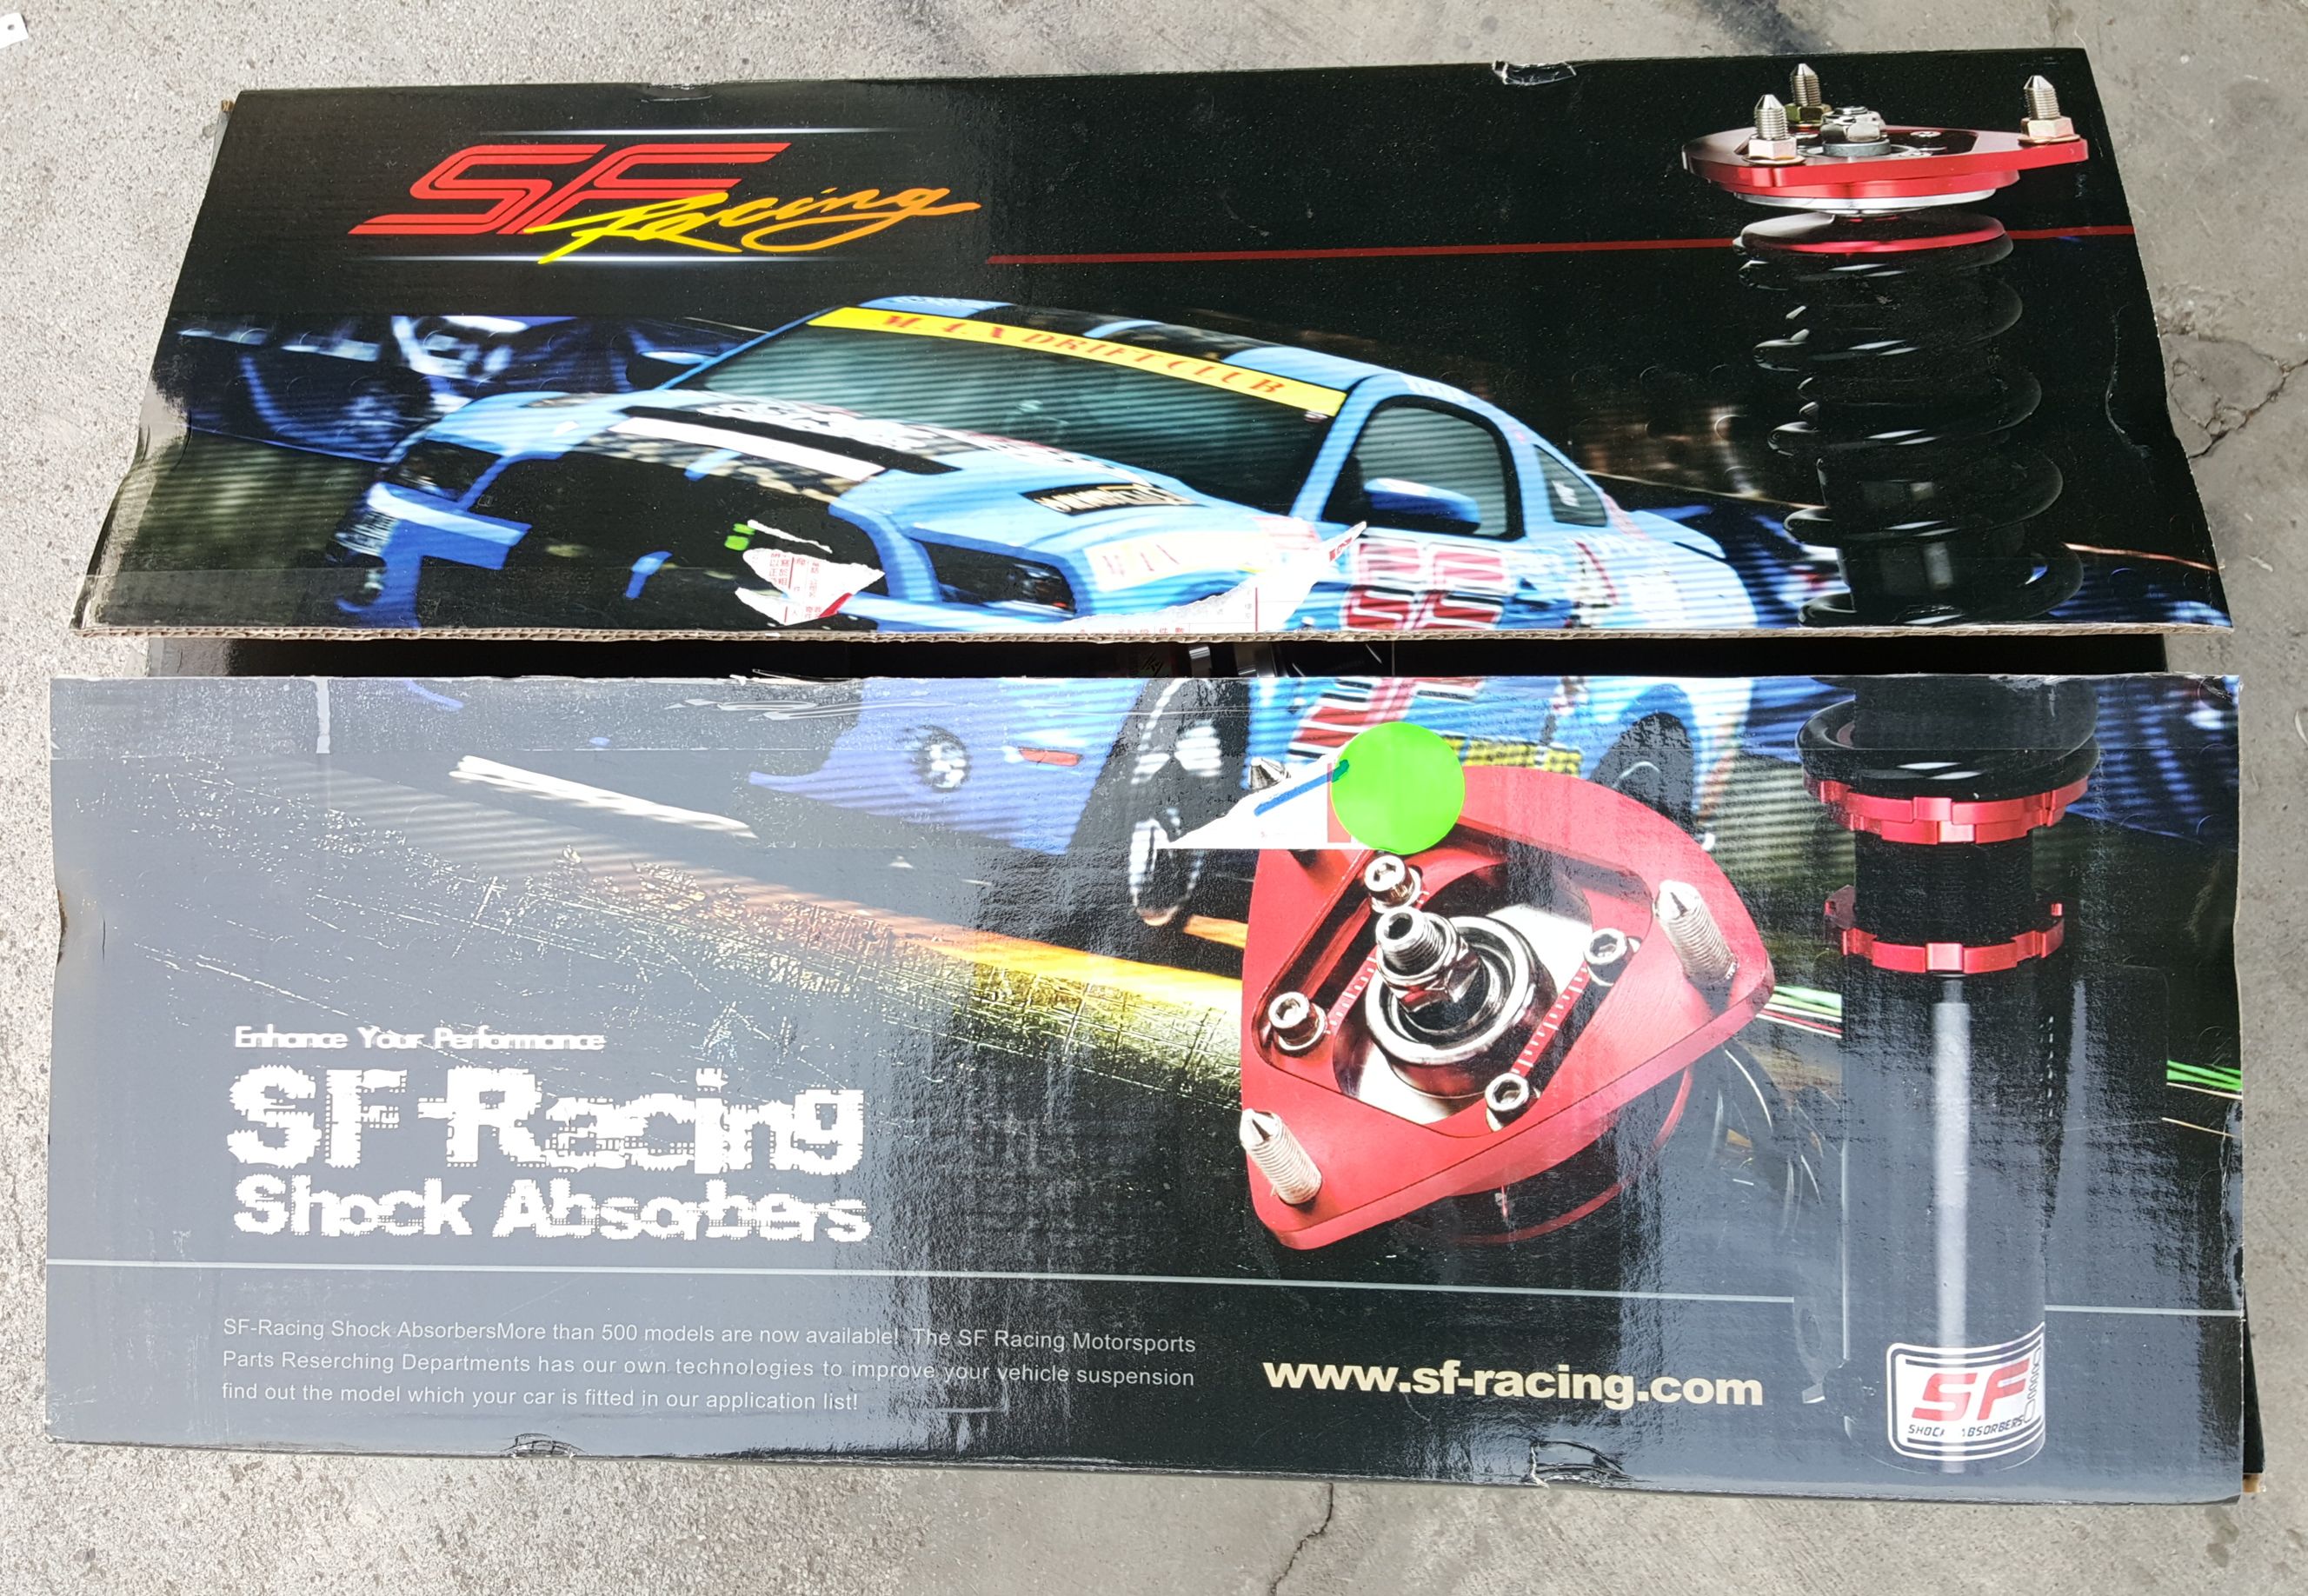 SF Racing
M.A.X DRIFT CLUB
Enhance Your Performance
SF-Racing
Shock Absorbers
SF-Racing Shock AbsorbersMore than 500 models are now available! The SF Racing Motorsports
Parts Reserching Departments has our own technologies to improve your vehicle suspension
find out the model which your car is fitted in our application list!
www.sf-racing.com
SF
SHOCK ABSORBERS